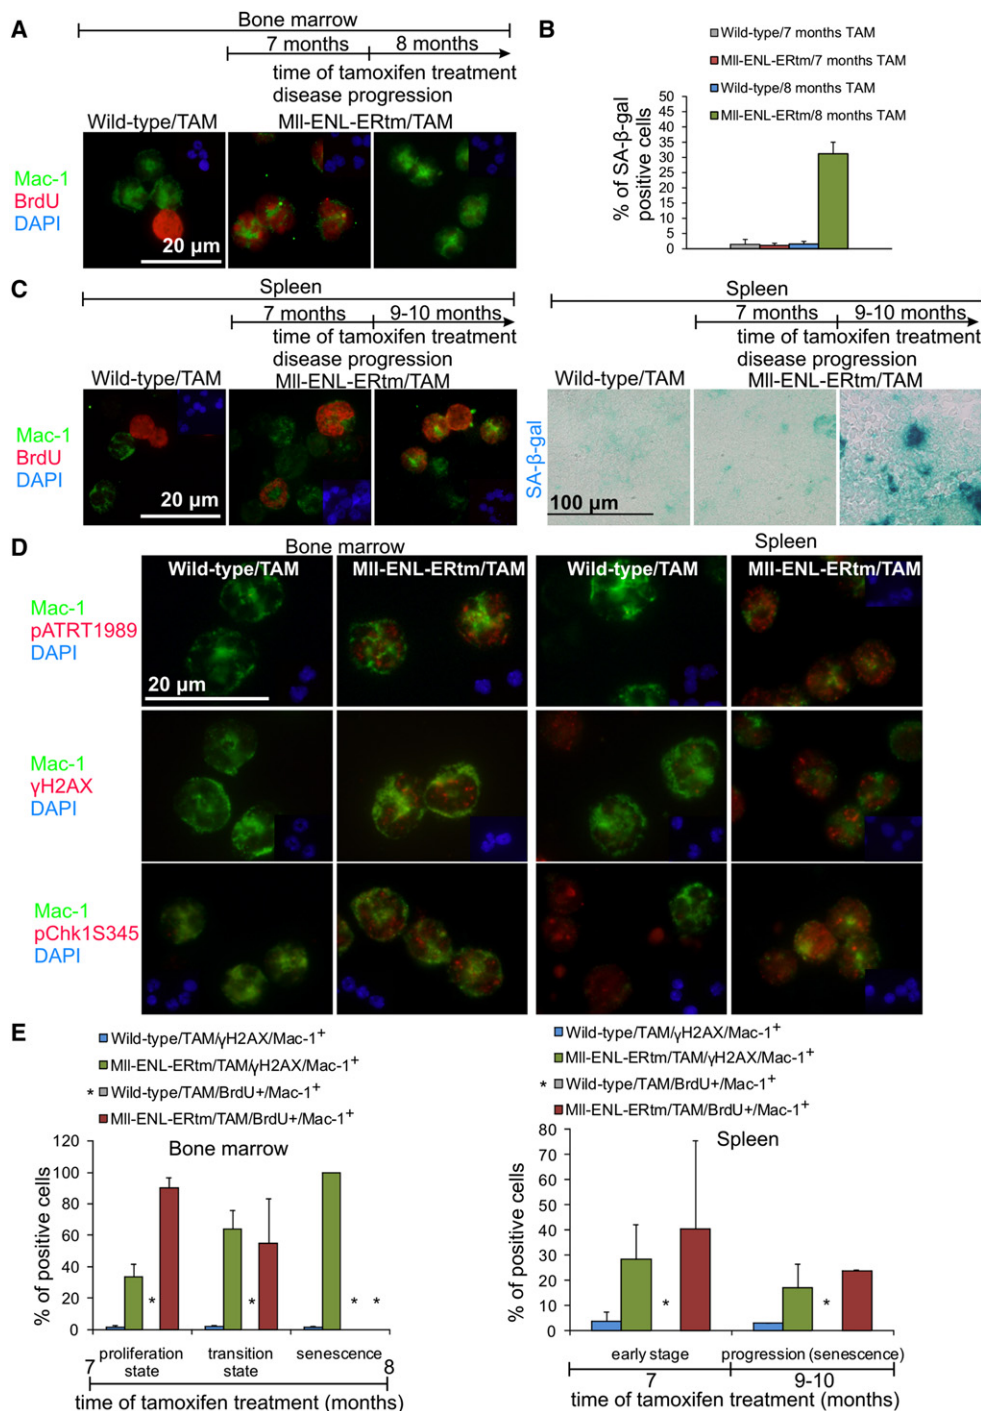 A
Bone marrow
7 months
8 months
time of tamoxifen treatment
disease progression
Wild-type/TAM
Mll-ENL-ERtm/TAM
Mac-1
BrdU
DAPI
20 µm
B
Wild-type/7 months TAM
Mll-ENL-ERtm/7 months TAM
Wild-type/8 months TAM
Mll-ENL-ERtm/8 months TAM
% of SA-β-gal
positive cells
50
45
40
35
30
25
20
15
10
5
0
C
Spleen
7 months
9-10 months
time of tamoxifen treatment
disease progression
Wild-type/TAM
Mll-ENL-ERtm/TAM
Mac-1
BrdU
DAPI
20 µm
Spleen
7 months
9-10 months
time of tamoxifen treatment
disease progression
Wild-type/TAM
Mll-ENL-ERtm/TAM
SA-β-gal
100 µm
D
Bone marrow
Spleen
Wild-type/TAM
Mll-ENL-ERtm/TAM
Wild-type/TAM
Mll-ENL-ERtm/TAM
Mac-1
pATRT1989
DAPI
20 µm
Mac-1
γH2AX
DAPI
Mac-1
pChk1S345
DAPI
E
Wild-type/TAM/γH2AX/Mac-1+
Mll-ENL-ERtm/TAM/γH2AX/Mac-1+
* Wild-type/TAM/BrdU+/Mac-1+
Mll-ENL-ERtm/TAM/BrdU+/Mac-1+
Bone marrow
% of positive cells
120
100
80
60
40
20
0
* * * *
proliferation state
transition state
senescence
7
8
time of tamoxifen treatment (months)
Wild-type/TAM/γH2AX/Mac-1+
Mll-ENL-ERtm/TAM/γH2AX/Mac-1+
* Wild-type/TAM/BrdU+/Mac-1+
Mll-ENL-ERtm/TAM/BrdU+/Mac-1+
Spleen
% of positive cells
80
70
60
50
40
30
20
10
0
* *
early stage
progression (senescence)
7
9-10
time of tamoxifen treatment (months)